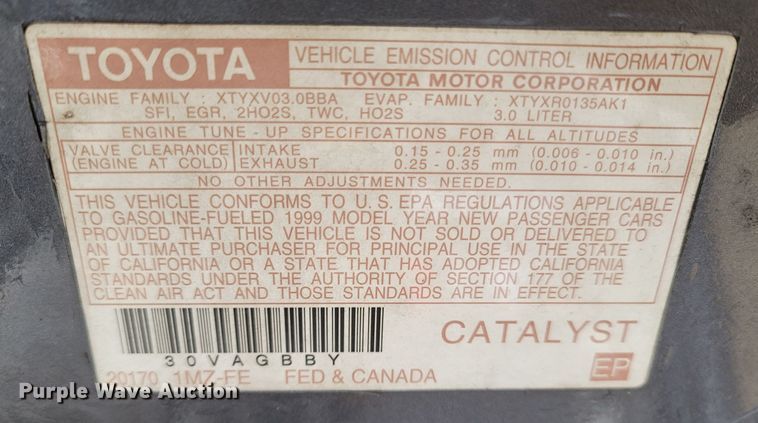 TOYOTA
VEHICLE EMISSION CONTROL INFORMATION
TOYOTA MOTOR CORPORATION
ENGINE FAMILY : XTYXV03.0BBA EVAP. FAMILY : XTYXR0135AK1
SFI, EGR, 2HO2S, TWC, HO2S 3.0 LITER
ENGINE TUNE - UP SPECIFICATIONS FOR ALL ALTITUDES
VALVE CLEARANCE INTAKE 0.15 - 0.25 mm (0.006 - 0.010 in.)
(ENGINE AT COLD) EXHAUST 0.25 - 0.35 mm (0.010 - 0.014 in.)
NO OTHER ADJUSTMENTS NEEDED.
THIS VEHICLE CONFORMS TO U.S. EPA REGULATIONS APPLICABLE
TO GASOLINE-FUELED 1999 MODEL YEAR NEW PASSENGER CARS
PROVIDED THAT THIS VEHICLE IS NOT SOLD OR DELIVERED TO
AN ULTIMATE PURCHASER FOR PRINCIPAL USE IN THE STATE
OF CALIFORNIA OR A STATE THAT HAS ADOPTED CALIFORNIA
STANDARDS UNDER THE AUTHORITY OF SECTION 177 OF THE
CLEAN AIR ACT AND THOSE STANDARDS ARE IN EFFECT.
30VAGBBY
CATALYST
20170 1MZ-FE FED & CANADA
EP
Purple Wave Auction